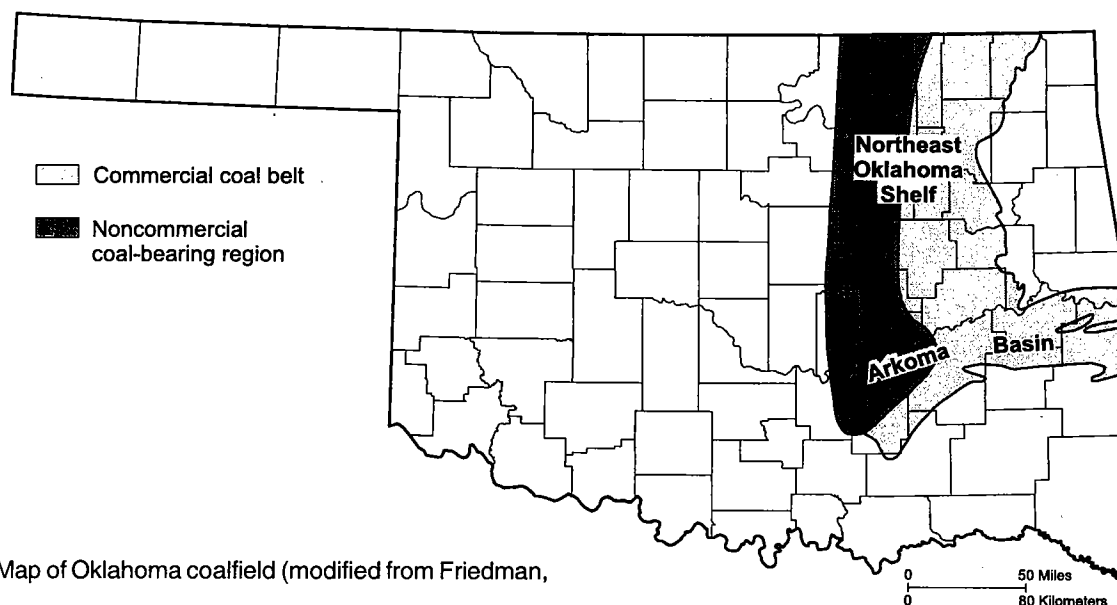 Commercial coal belt
Noncommercial
coal-bearing region
Northeast
Oklahoma
Shelf
Arkoma
Basin
Map of Oklahoma coalfield (modified from Friedman,
0 50 Miles
0 80 Kilometers